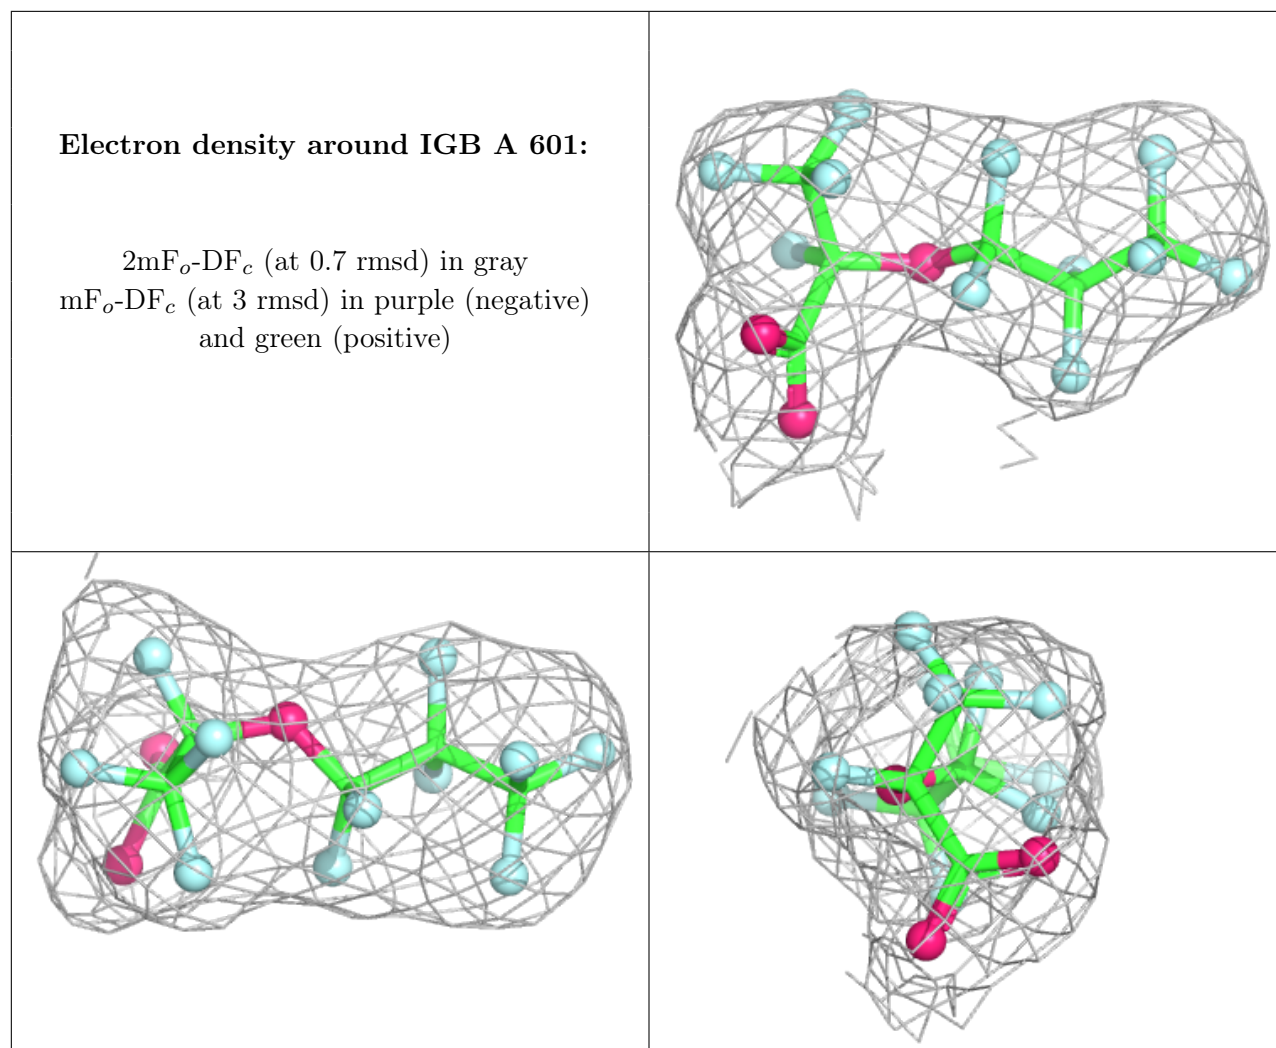 Electron density around IGB A 601:
2mFₒ-DF𝒸 (at 0.7 rmsd) in gray
mFₒ-DF𝒸 (at 3 rmsd) in purple (negative)
and green (positive)